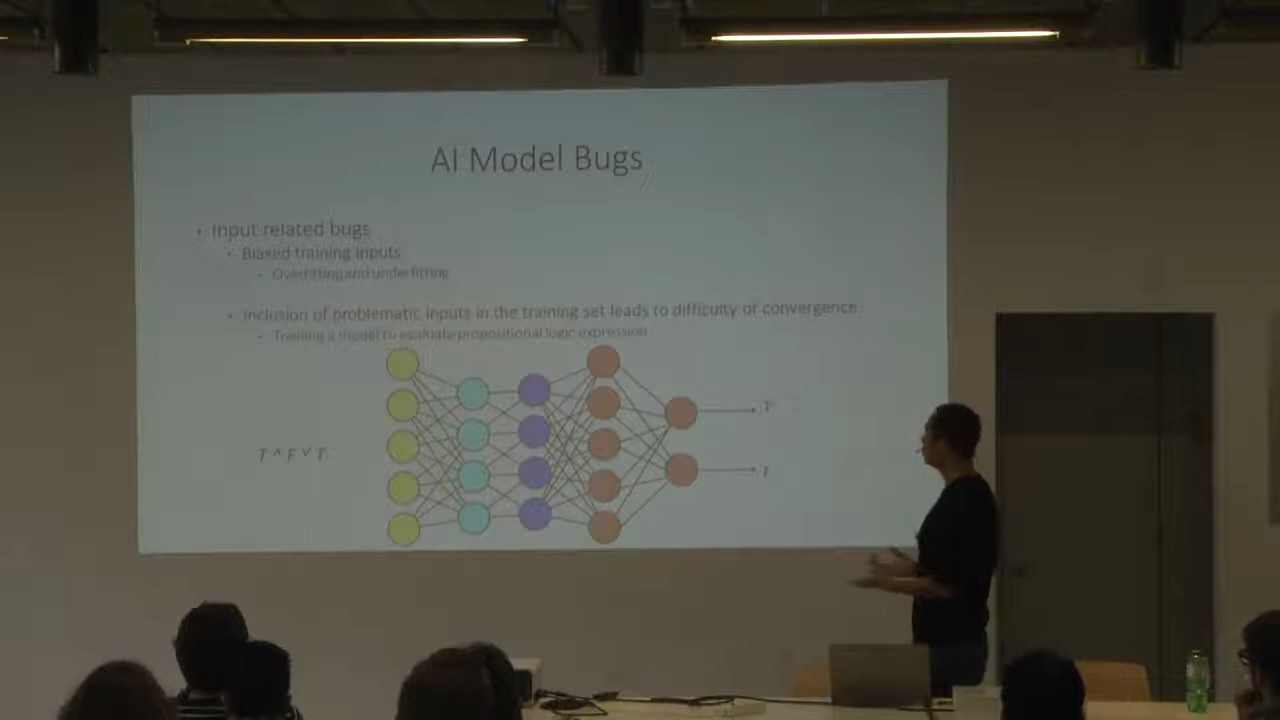 AI Model Bugs
Input related bugs
Biased training inputs
Overfitting and underfitting
Inclusion of problematic inputs in the training set leads to difficulty of convergence
Training a model to evaluate propositional logic expression
T
T ∧ F ∨ T